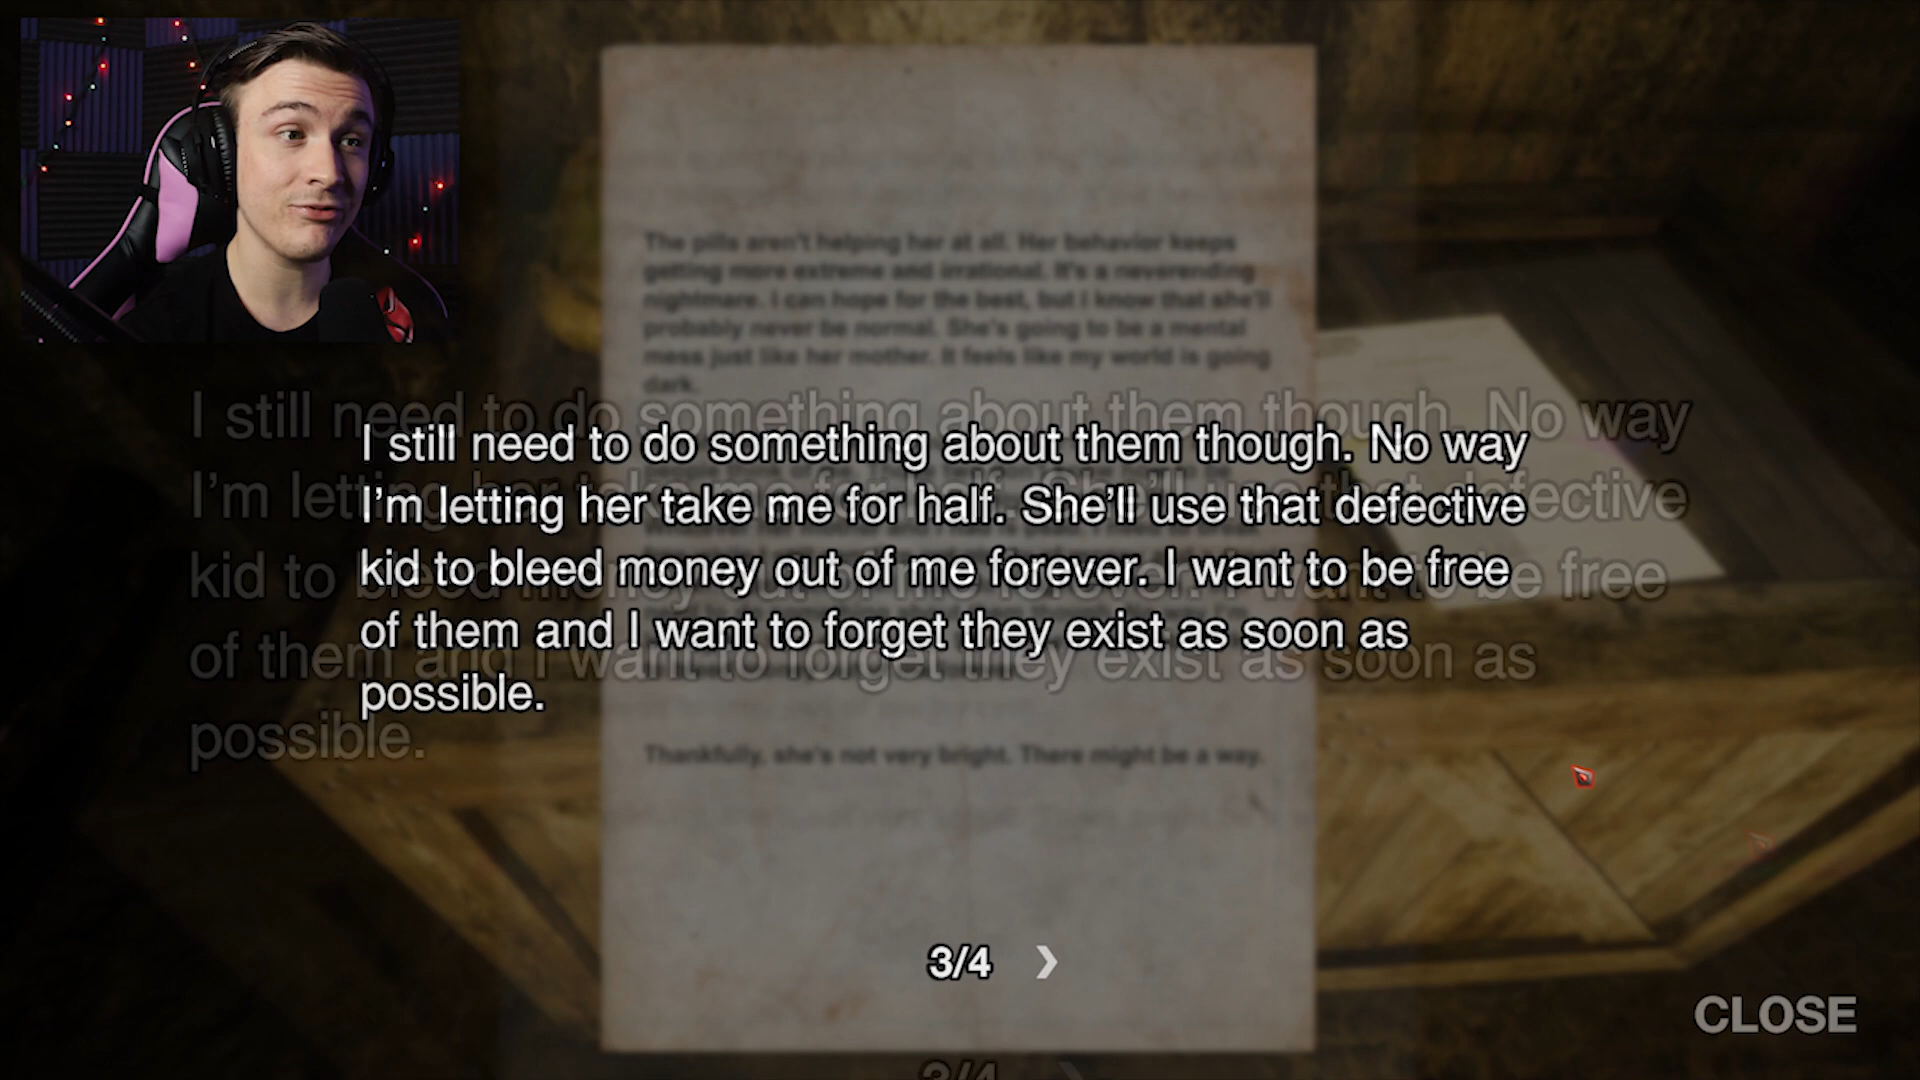 The pills aren't helping her at all. Her behavior keeps
getting more extreme and irrational. It's a neverending
nightmare. I can hope for the best, but I know that she'll
probably never be normal. She's going to be a mental
mess just like her mother. It feels like my world is going
dark.
I still need to do something about them though. No way
I'm letting her take me for half. She'll use that defective
kid to bleed money out of me forever. I want to be free
of them and I want to forget they exist as soon as
possible.
Thankfully, she's not very bright. There might be a way.
3/4
CLOSE